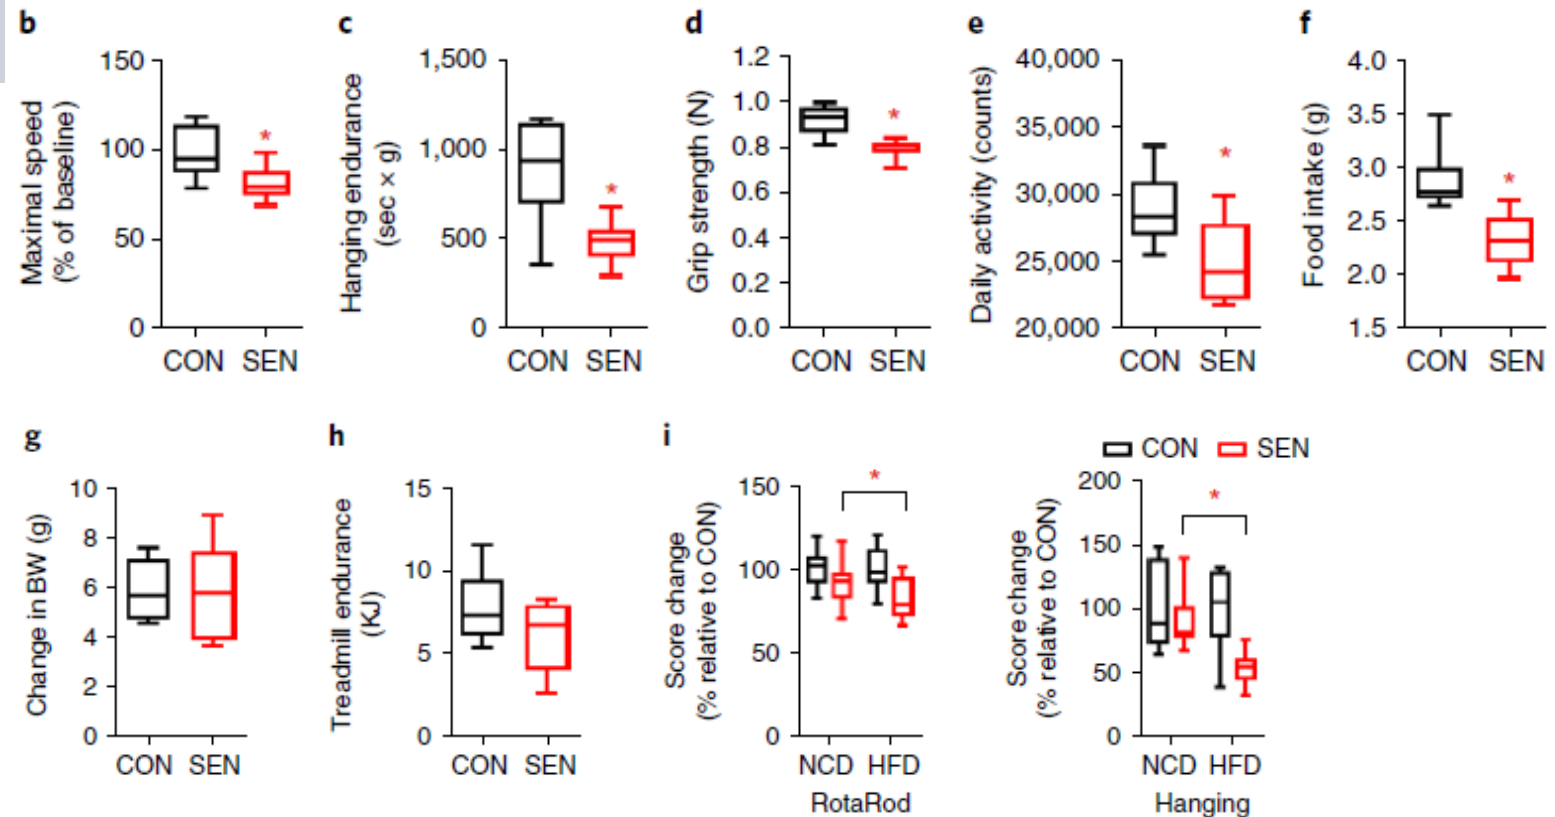 b
Maximal speed
(% of baseline)
150
100
50
0
*
CON SEN
c
Hanging endurance
(sec × g)
1,500
1,000
500
0
*
CON SEN
d
Grip strength (N)
1.2
1.0
0.8
0.6
0.4
0.2
0.0
*
CON SEN
e
Daily activity (counts)
40,000
35,000
30,000
25,000
20,000
*
CON SEN
f
Food intake (g)
4.0
3.5
3.0
2.5
2.0
1.5
*
CON SEN
g
Change in BW (g)
10
8
6
4
2
0
CON SEN
h
Treadmill endurance
(KJ)
15
10
5
0
CON SEN
i
Score change
(% relative to CON)
150
100
50
0
*
NCD HFD
RotaRod
CON SEN
Score change
(% relative to CON)
200
150
100
50
0
*
NCD HFD
Hanging